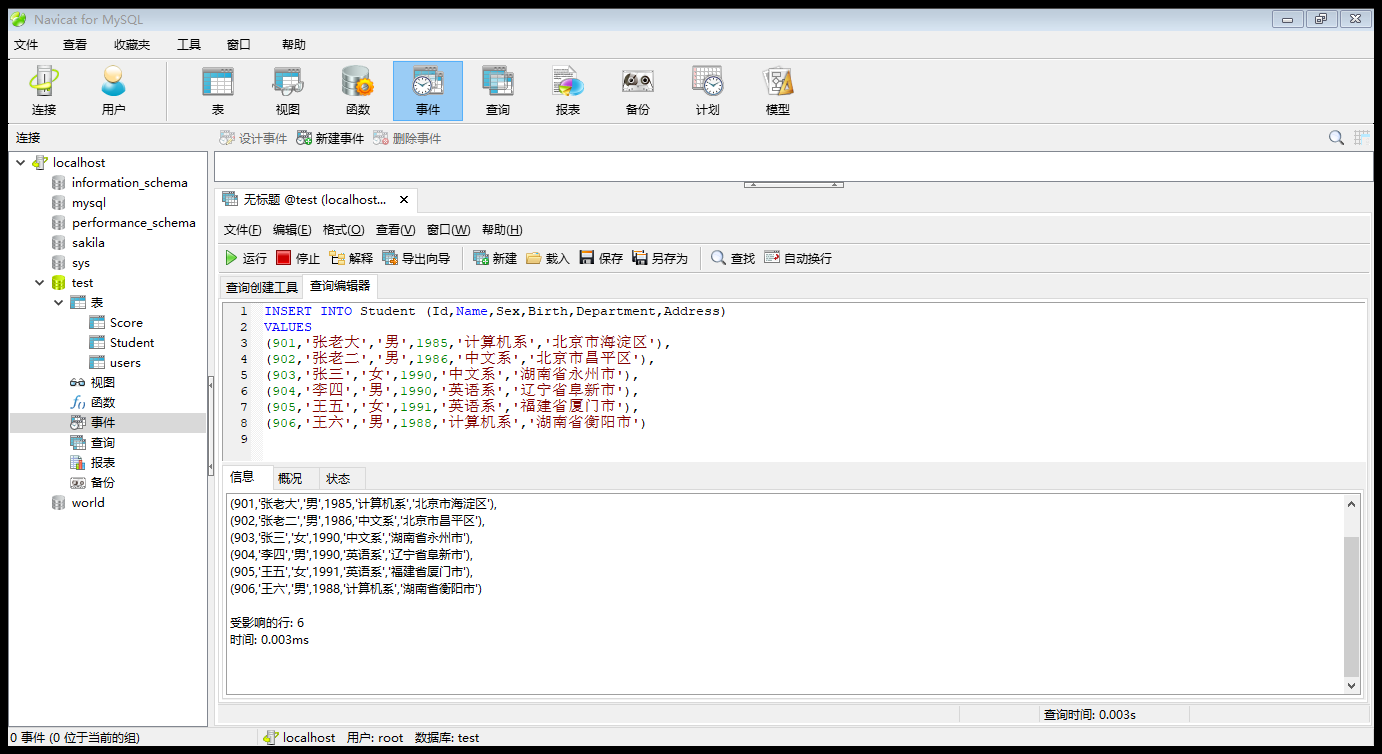 Navicat for MySQL
文件 查看 收藏夹 工具 窗口 帮助
连接 用户 表 视图 函数 事件 查询 报表 备份 计划 模型
连接
设计事件 新建事件 删除事件
localhost
information_schema
mysql
performance_schema
sakila
sys
test
表
Score
Student
users
视图
函数
事件
查询
报表
备份
world
无标题 @test (localhost...
文件(F) 编辑(E) 格式(O) 查看(V) 窗口(W) 帮助(H)
运行 停止 解释 导出向导 新建 载入 保存 另存为 查找 自动换行
查询创建工具 查询编辑器
1 INSERT INTO Student (Id,Name,Sex,Birth,Department,Address)
2 VALUES
3 (901,'张老大','男',1985,'计算机系','北京市海淀区'),
4 (902,'张老二','男',1986,'中文系','北京市昌平区'),
5 (903,'张三','女',1990,'中文系','湖南省永州市'),
6 (904,'李四','男',1990,'英语系','辽宁省阜新市'),
7 (905,'王五','女',1991,'英语系','福建省厦门市'),
8 (906,'王六','男',1988,'计算机系','湖南省衡阳市')
9
信息 概况 状态
(901,'张老大','男',1985,'计算机系','北京市海淀区'),
(902,'张老二','男',1986,'中文系','北京市昌平区'),
(903,'张三','女',1990,'中文系','湖南省永州市'),
(904,'李四','男',1990,'英语系','辽宁省阜新市'),
(905,'王五','女',1991,'英语系','福建省厦门市'),
(906,'王六','男',1988,'计算机系','湖南省衡阳市')
受影响的行: 6
时间: 0.003ms
查询时间: 0.003s
0 事件 (0 位于当前的组) localhost 用户: root 数据库: test